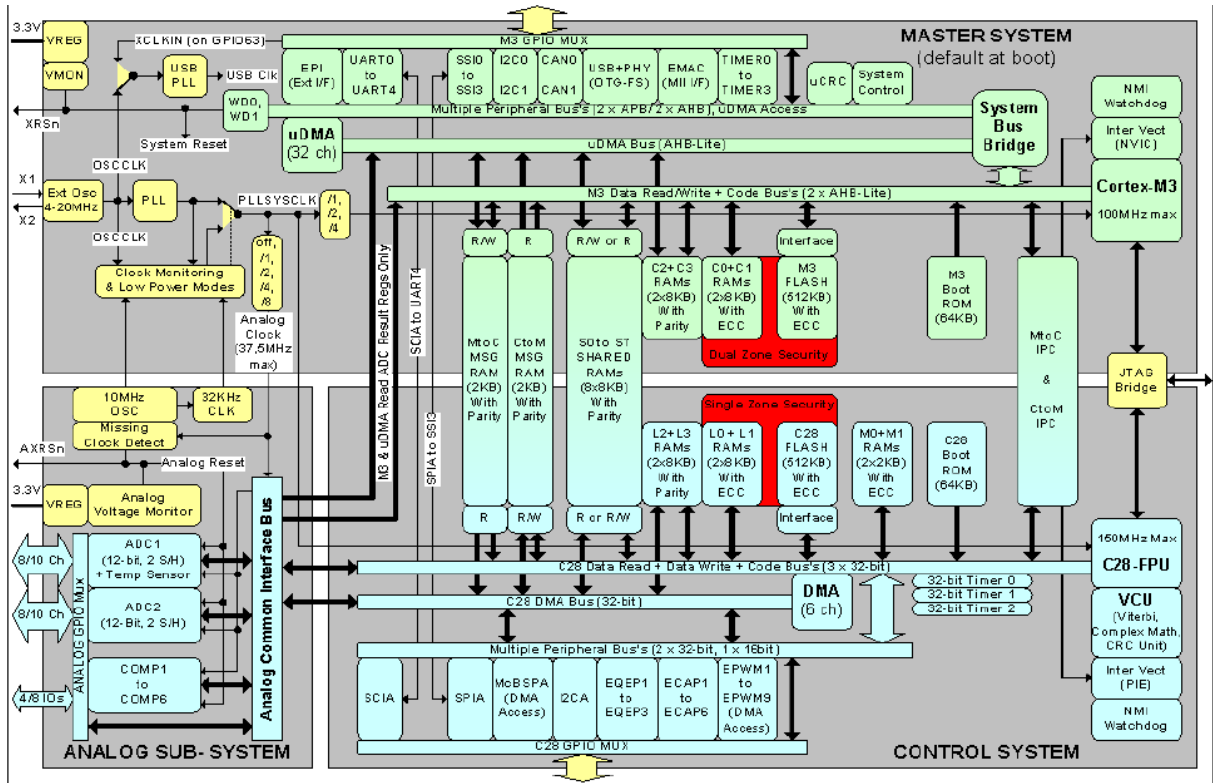 3.3V
VREG
VMON
XCLKIN (on GPIO63)
USB
PLL
USB Clk
XRSn
WD0,
WD1
System Reset
OSCCLK
X1
X2
Ext Osc
4-20MHz
PLL
PLLSYSCLK
/1,
/2,
/4
OSCCLK
off,
/1,
/2,
/4,
/8
Clock Monitoring
& Low Power Modes
Analog
Clock
(37.5MHz
max)
M3 GPIO MUX
MASTER SYSTEM
(default at boot)
EPI
(Ext I/F)
UART0
to
UART4
SSI0
to
SSI3
I2C0
I2C1
CAN0
CAN1
USB+PHY
(OTG-FS)
EMAC
(MII I/F)
TIMER0
to
TIMER3
uCRC
System
Control
Multiple Peripheral Bus's (2 x APB/ 2 x AHB), uDMA Access
uDMA
(32 ch)
uDMA Bus (AHB-Lite)
System
Bus
Bridge
M3 Data Read/Write + Code Bus's (2 x AHB-Lite)
NMI
Watchdog
Inter Vect
(NVIC)
Cortex-M3
100MHz max
R/W
R
R/W or R
Interface
MtoC
MSG
RAM
(2KB)
With
Parity
CtoM
MSG
RAM
(2KB)
With
Parity
S0 to S7
SHARED
RAMs
(8x8KB)
With
Parity
C2+ C3
RAMs
(2x8KB)
With
Parity
C0+C1
RAMs
(2x8KB)
With
ECC
M3
FLASH
(512KB)
With
ECC
Dual Zone Security
M3
Boot
ROM
(64KB)
MtoC
IPC
&
CtoM
IPC
JTAG
Bridge
M3 & uDMA Read ADC Result Regs Only
SCIA to UART4
SPIA to SSI3
10MHz
OSC
32KHz
CLK
Missing
Clock Detect
AXRSn
Analog Reset
3.3V
VREG
Analog
Voltage Monitor
Single Zone Security
L2+ L3
RAMs
(2x8KB)
With
Parity
L0+ L1
RAMs
(2x8KB)
With
ECC
C28
FLASH
(512KB)
With
ECC
M0+M1
RAMs
(2x2KB)
With
ECC
C28
Boot
ROM
(64KB)
R
R/W
R or R/W
Interface
8/10 Ch
ADC1
(12-bit, 2 S/H)
+ Temp Sensor
8/10 Ch
ADC2
(12-Bit, 2 S/H)
4/8 IOs
COMP1
to
COMP6
ANALOG GPIO MUX
Analog Common Interface Bus
ANALOG SUB- SYSTEM
C28 Data Read + Data Write + Code Bus's (3 x 32-bit)
C28 DMA Bus (32-bit)
DMA
(6 ch)
32-bit Timer 0
32-bit Timer 1
32-bit Timer 2
150MHz Max
C28-FPU
VCU
(Viterbi,
Complex Math,
CRC Unit)
Inter Vect
(PIE)
NMI
Watchdog
Multiple Peripheral Bus's (2 x 32-bit, 1 x 16bit)
SCIA
SPIA
McBSPA
(DMA
Access)
I2CA
EQEP1
to
EQEP3
ECAP1
to
ECAP6
EPWM1
to
EPWM9
(DMA
Access)
C28 GPIO MUX
CONTROL SYSTEM